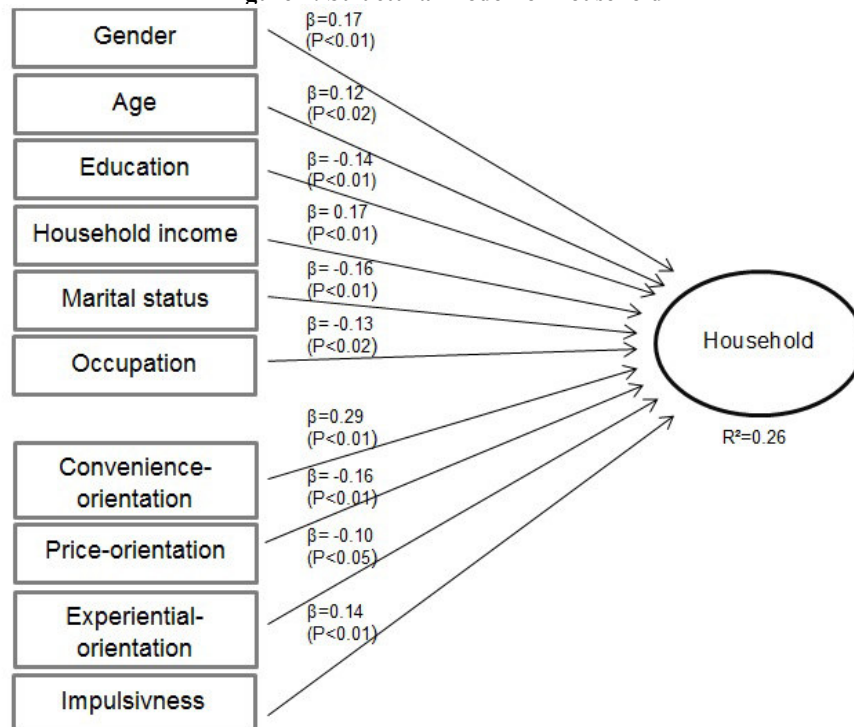 Gender
β=0.17
(P<0.01)
Age
β=0.12
(P<0.02)
Education
β= -0.14
(P<0.01)
Household income
β= 0.17
(P<0.01)
Marital status
β= -0.16
(P<0.01)
Occupation
β= -0.13
(P<0.02)
Household
R²=0.26
Convenience-
orientation
β=0.29
(P<0.01)
Price-orientation
β= -0.16
(P<0.01)
Experiential-
orientation
β= -0.10
(P<0.05)
Impulsivness
β=0.14
(P<0.01)